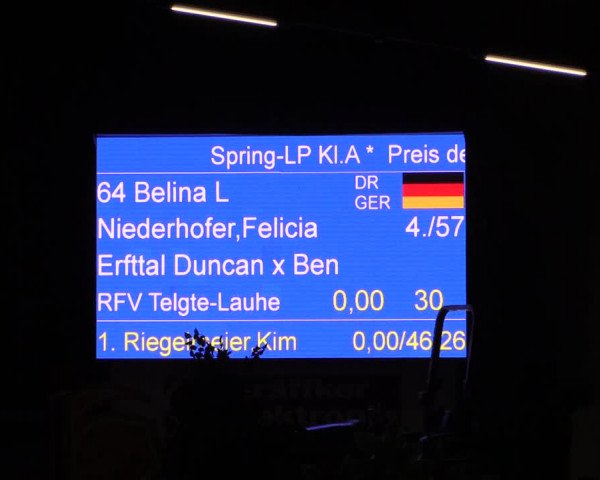 Spring-LP Kl.A * Preis de
64 Belina L DR
GER
Niederhofer,Felicia 4./57
Erfttal Duncan x Ben
RFV Telgte-Lauhe 0,00 30
1. Kim 0,00/46,26